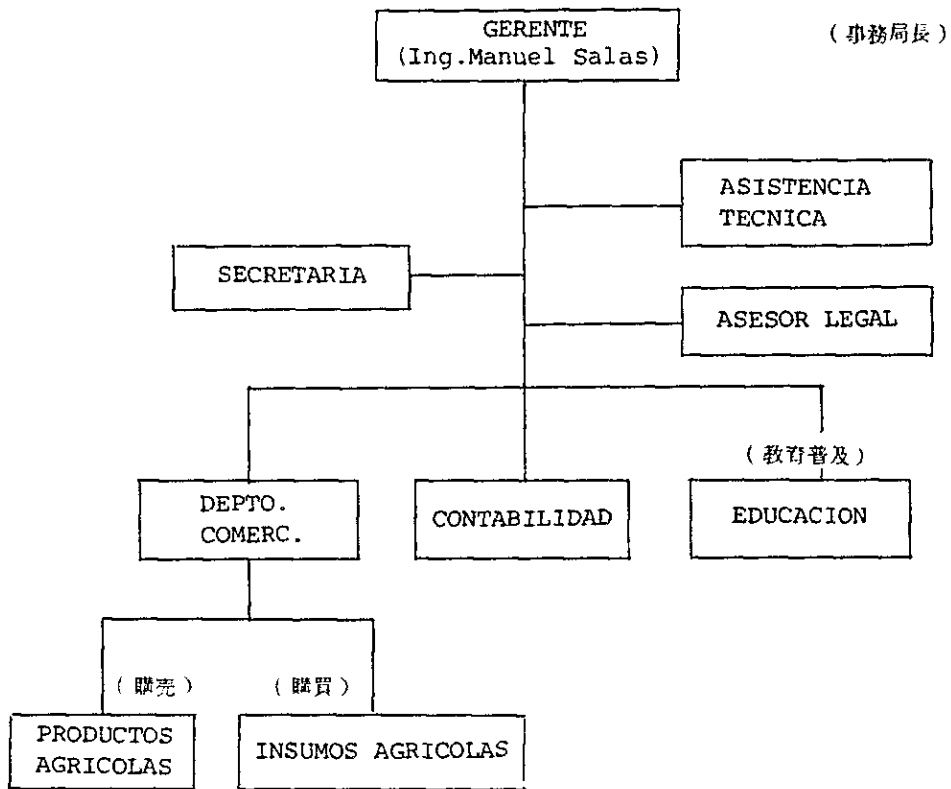 GERENTE
(Ing.Manuel Salas)
(事務局長)
ASISTENCIA
TECNICA
SECRETARIA
ASESOR LEGAL
(教育普及)
DEPTO.
COMERC.
CONTABILIDAD
EDUCACION
(購売)
(購買)
PRODUCTOS
AGRICOLAS
INSUMOS AGRICOLAS